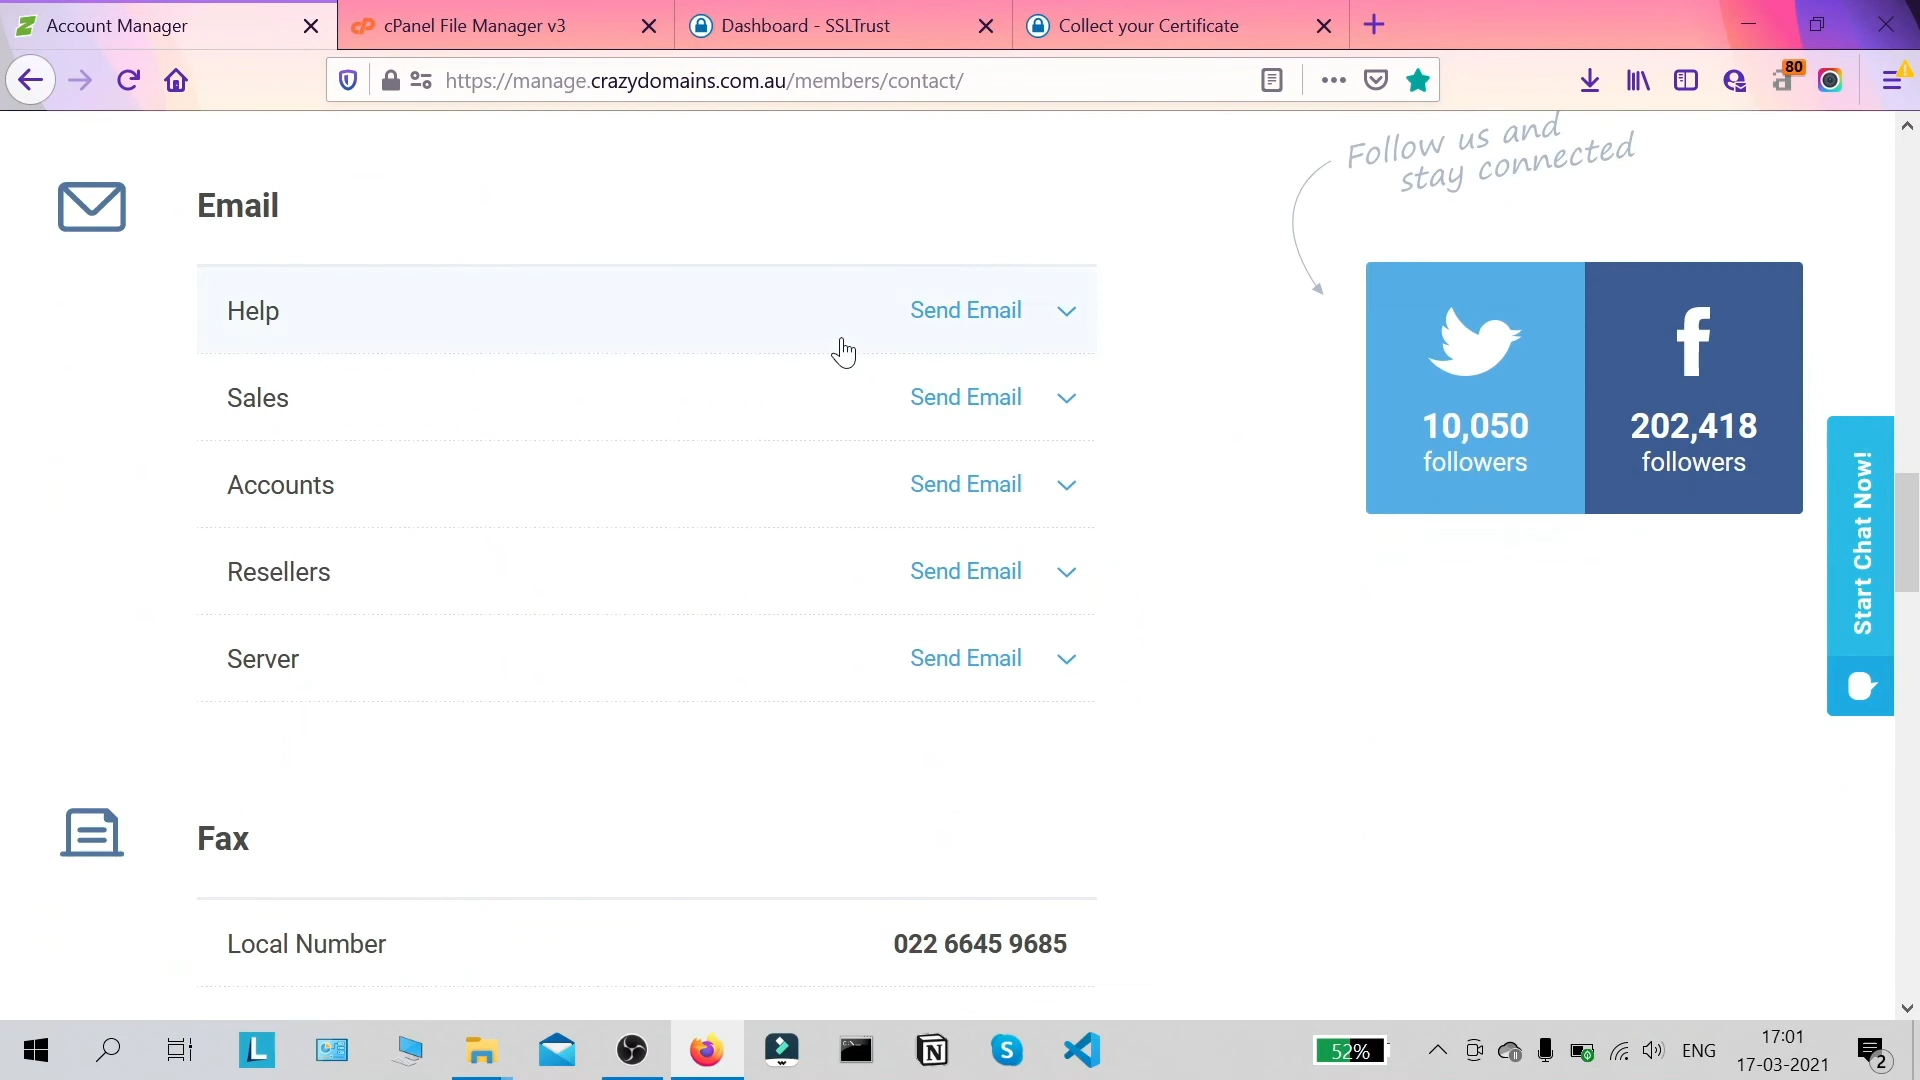 Account Manager
cPanel File Manager v3
Dashboard - SSLTrust
Collect your Certificate
https://manage.crazydomains.com.au/members/contact/
80
Follow us and
stay connected
Email
Help Send Email
Sales Send Email
Accounts Send Email
Resellers Send Email
Server Send Email
10,050
followers
202,418
followers
Start Chat Now!
Fax
Local Number 022 6645 9685
52%
ENG
17:01
17-03-2021
2